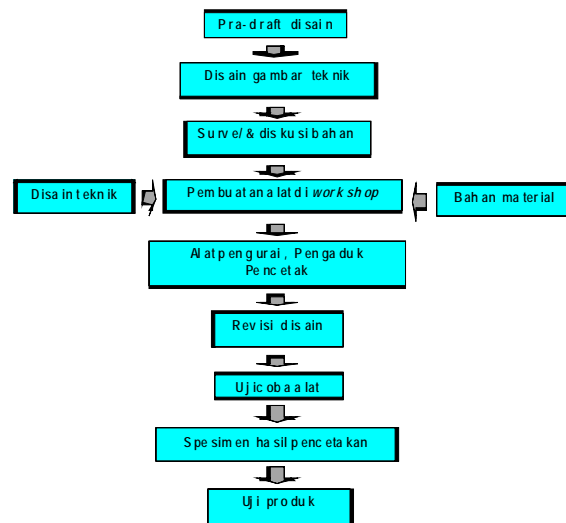 Pra-draft disain
Disain gambar teknik
Surve/& diskusi bahan
Disain teknik
Pembuatan alat di workshop
Bahan material
Alat pengurai, Pengaduk
Pencetak
Revisi disain
Ujicoba alat
Spesimen hasil pencetakan
Uji produk